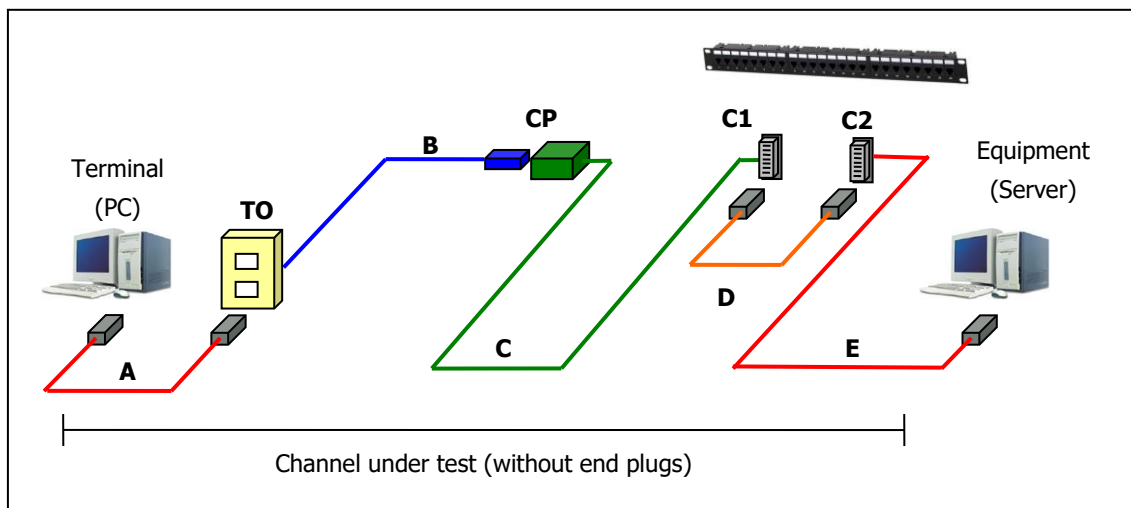 C1
C2
CP
B
Equipment
(Server)
Terminal
(PC)
TO
D
C
E
A
Channel under test (without end plugs)